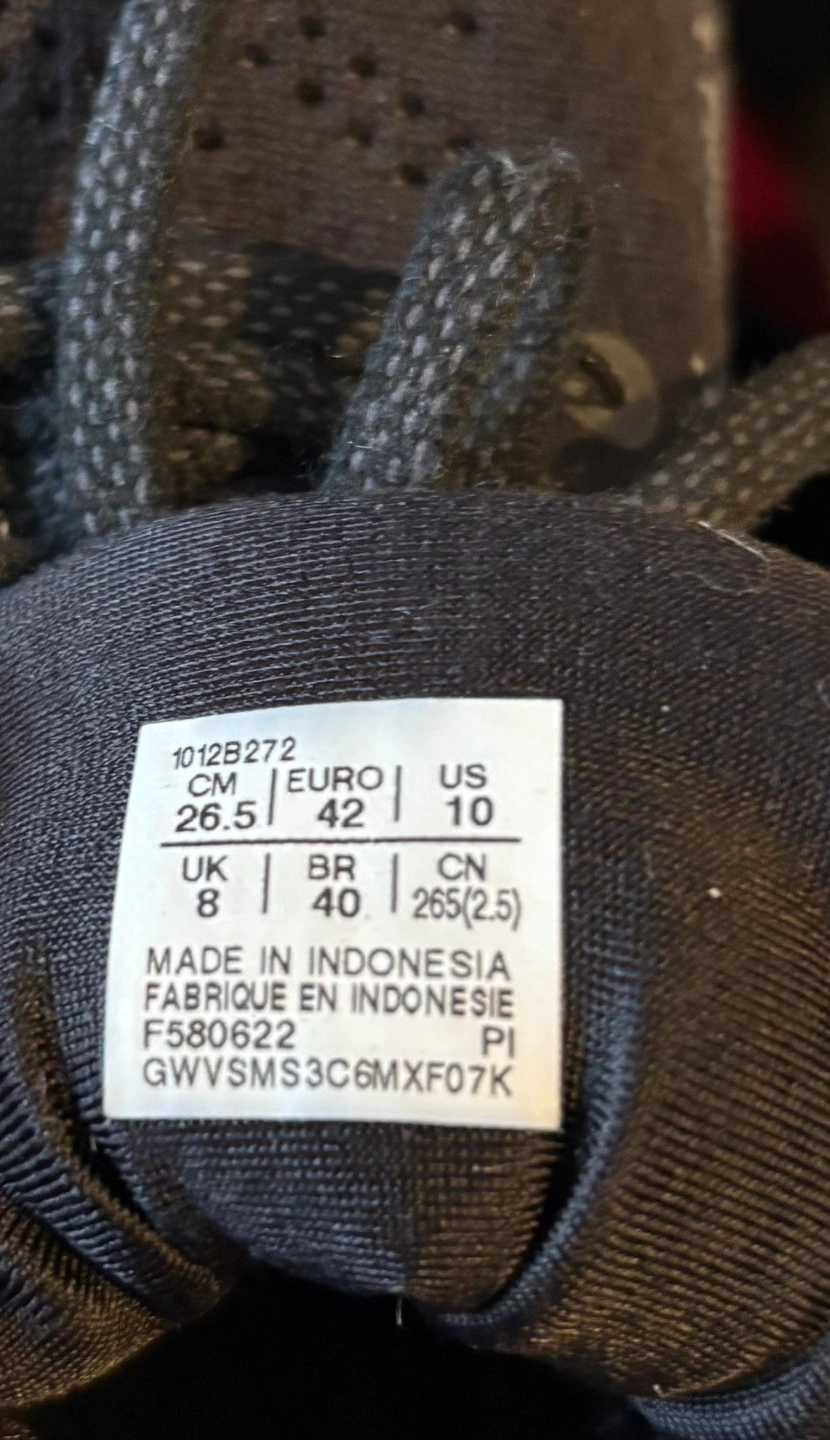 1012B272
CM | EURO | US
26.5 | 42 | 10
UK | BR | CN
8 | 40 | 265(2.5)
MADE IN INDONESIA
FABRIQUE EN INDONESIE
F580622 PI
GWVSMS3C6MXF07K